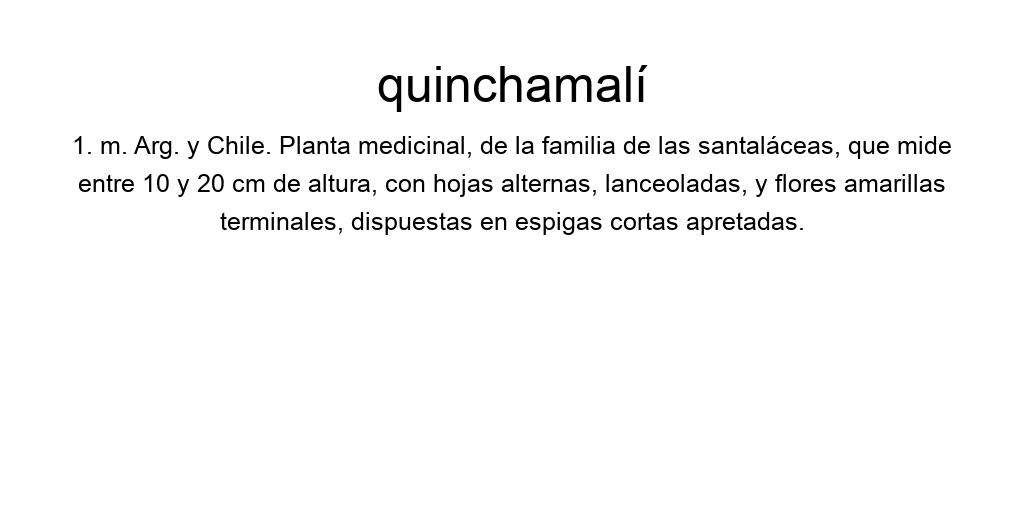 quinchamalí
1. m. Arg. y Chile. Planta medicinal, de la familia de las santaláceas, que mide
entre 10 y 20 cm de altura, con hojas alternas, lanceoladas, y flores amarillas
terminales, dispuestas en espigas cortas apretadas.